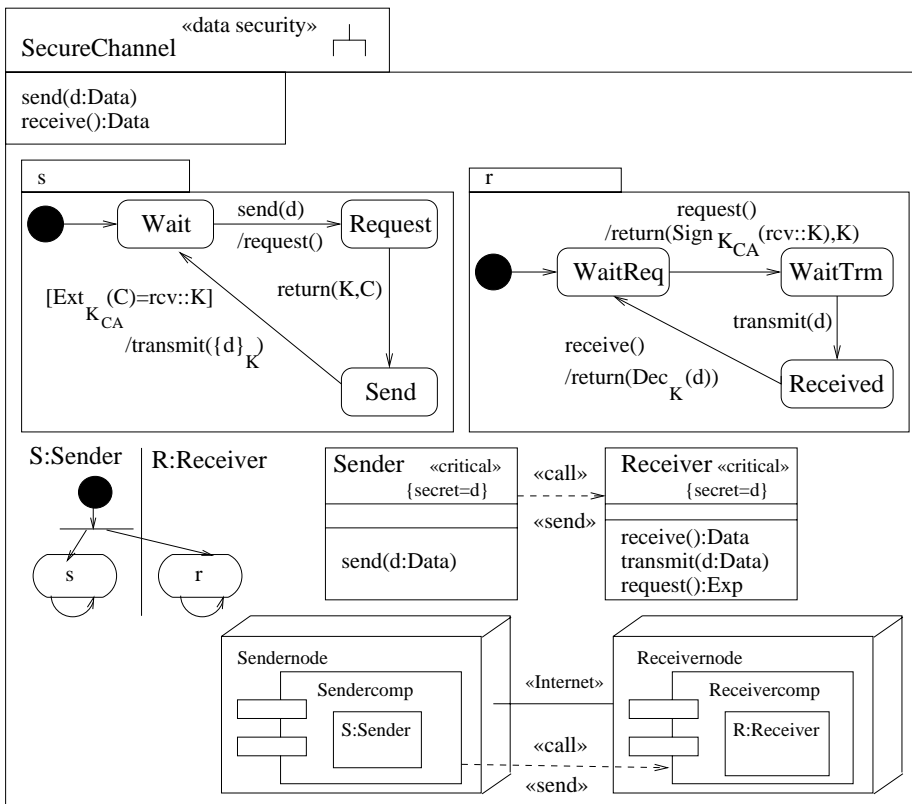 «data security»
SecureChannel
send(d:Data)
receive():Data
s
Wait
send(d)
/request()
Request
return(K,C)
[Ext K_CA (C)=rcv::K]
/transmit({d}_K)
Send
r
request()
/return(Sign K_CA (rcv::K),K)
WaitReq
WaitTrm
transmit(d)
receive()
/return(Dec_K (d))
Received
S:Sender
R:Receiver
s
r
Sender «critical»
{secret=d}
send(d:Data)
«call»
«send»
Receiver «critical»
{secret=d}
receive():Data
transmit(d:Data)
request():Exp
Sendernode
Sendercomp
S:Sender
«Internet»
«call»
«send»
Receivernode
Receivercomp
R:Receiver